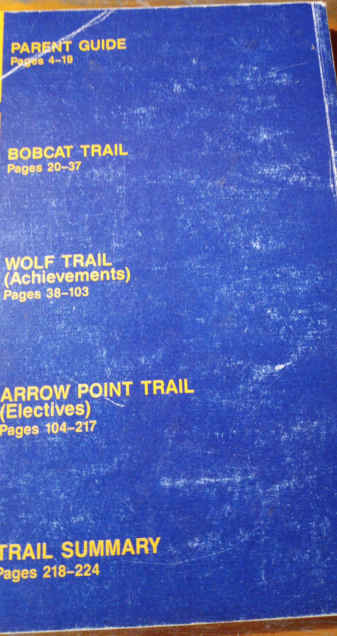 PARENT GUIDE
Pages 4–19
BOBCAT TRAIL
Pages 20–37
WOLF TRAIL
(Achievements)
Pages 38–103
ARROW POINT TRAIL
(Electives)
Pages 104–217
TRAIL SUMMARY
Pages 218–224